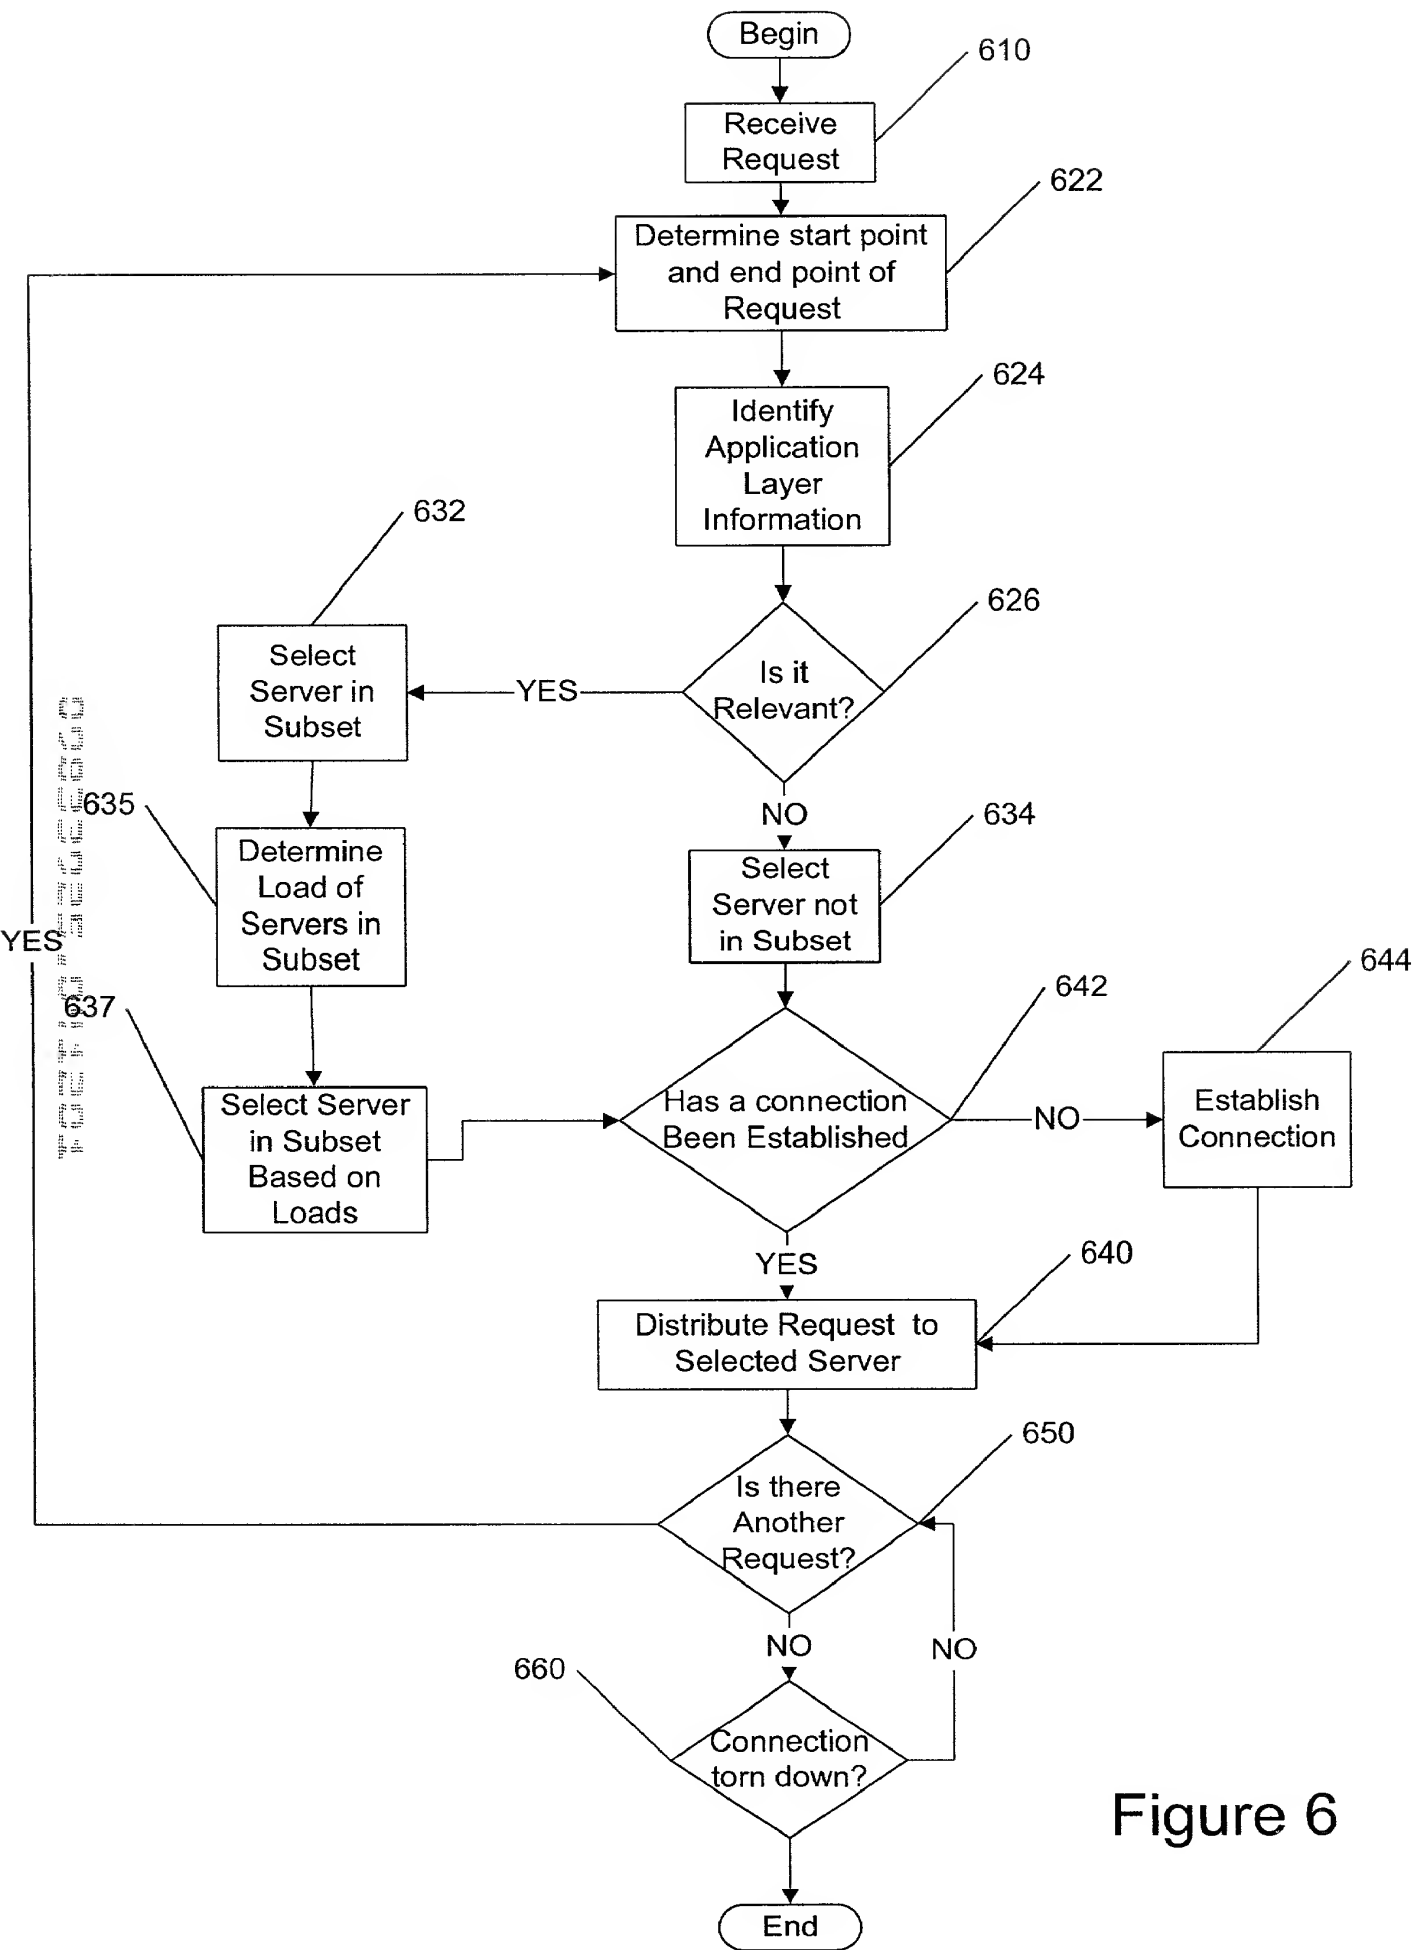 Begin
610
Receive
Request
622
Determine start point
and end point of
Request
624
Identify
Application
Layer
Information
632
626
Select
Server in
Subset
YES
Is it
Relevant?
NO
635
634
Determine
Load of
Servers in
Subset
Select
Server not
in Subset
YES
644
642
637
Select Server
in Subset
Based on
Loads
Has a connection
Been Established
NO
Establish
Connection
YES
640
Distribute Request to
Selected Server
650
Is there
Another
Request?
NO
NO
660
Connection
torn down?
Figure 6
End